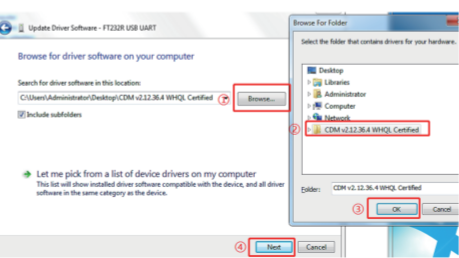 Update Driver Software - FT232R USB UART
Browse for driver software on your computer
Search for driver software in this location:
C:\Users\Administrator\Desktop\CDM v2.12.36.4 WHQL Certified
①
Browse...
Include subfolders
Let me pick from a list of device drivers on my computer
This list will show installed driver software compatible with the device, and all driver
software in the same category as the device.
④
Next
Cancel
Browse For Folder
Select the folder that contains drivers for your hardware.
Desktop
Libraries
Administrator
Computer
Network
② CDM v2.12.36.4 WHQL Certified
Folder: CDM v2.12.36.4 WHQL Certified
③
OK
Cancel